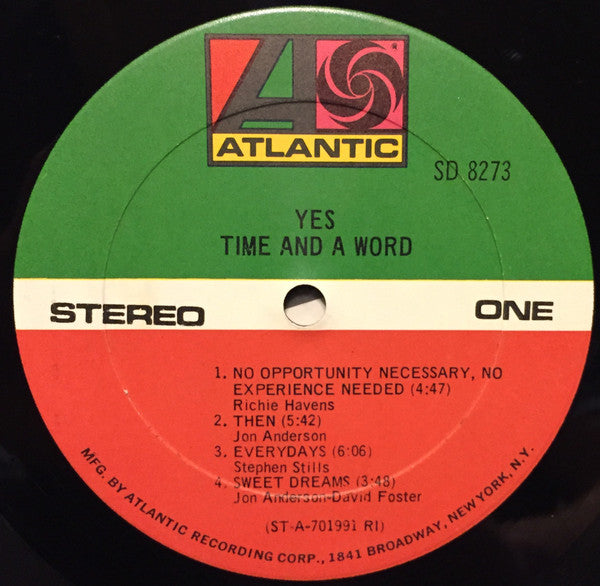 ATLANTIC
®
SD 8273
YES
TIME AND A WORD
STEREO
ONE
1. NO OPPORTUNITY NECESSARY, NO
EXPERIENCE NEEDED (4:47)
Richie Havens
2. THEN (5:42)
Jon Anderson
3. EVERYDAYS (6:06)
Stephen Stills
4. SWEET DREAMS (3:48)
Jon Anderson-David Foster
(ST-A-701991 RI)
MFG. BY ATLANTIC RECORDING CORP., 1841 BROADWAY, NEW YORK, N.Y.